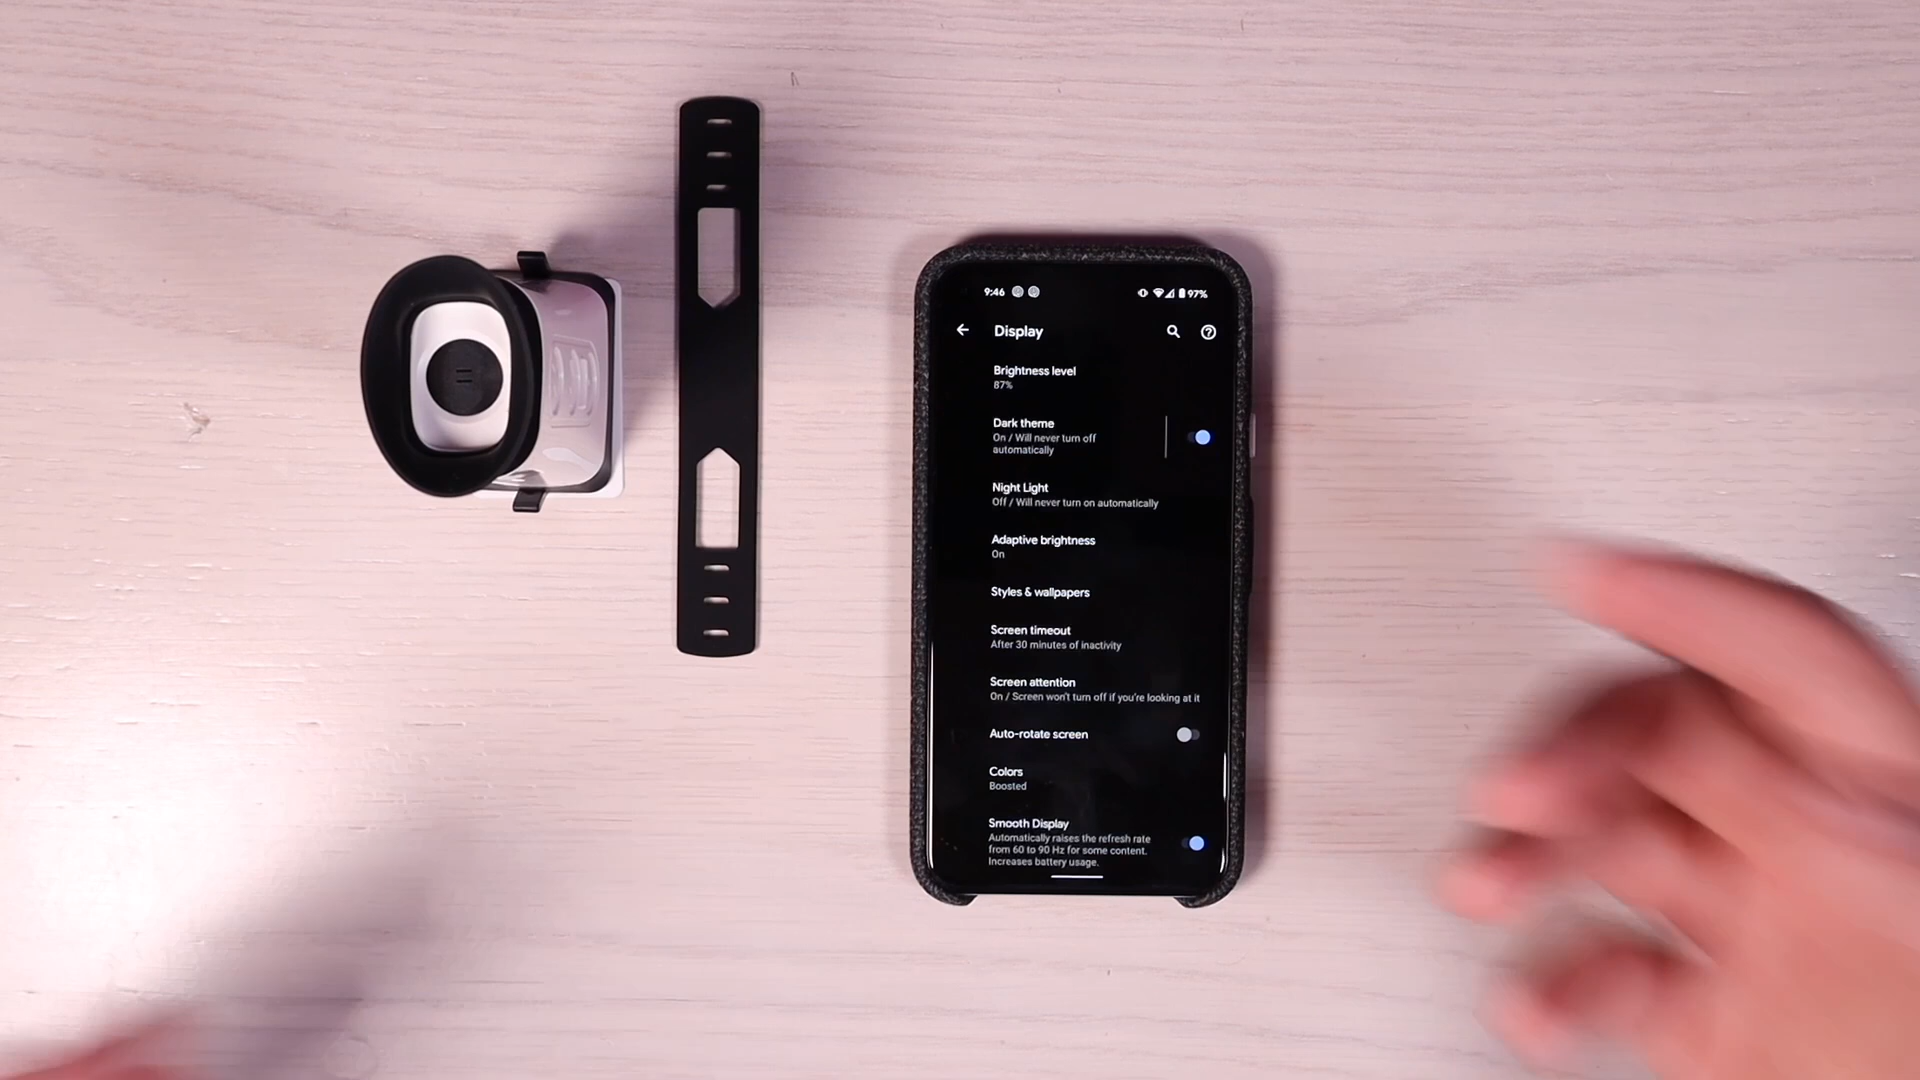 9:46 97%
Display
Brightness level
87%
Dark theme
On / Will never turn off
automatically
Night Light
Off / Will never turn on automatically
Adaptive brightness
On
Styles & wallpapers
Screen timeout
After 30 minutes of inactivity
Screen attention
On / Screen won't turn off if you're looking at it
Auto-rotate screen
Colors
Boosted
Smooth Display
Automatically raises the refresh rate
from 60 to 90 Hz for some content.
Increases battery usage.